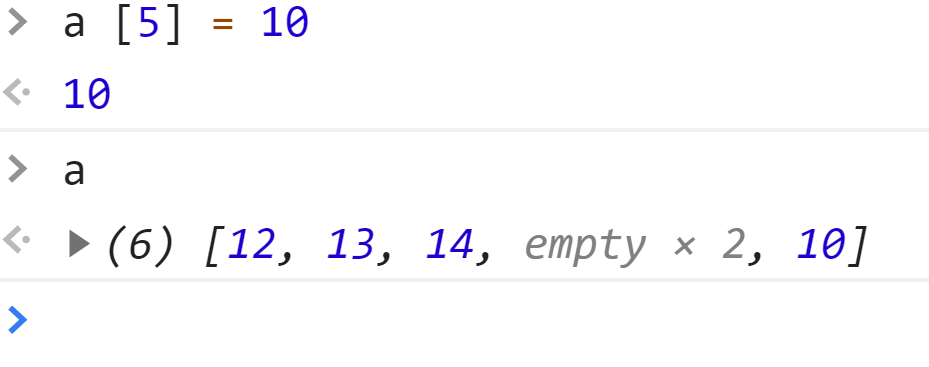 a [5] = 10
10
a
(6) [12, 13, 14, empty × 2, 10]